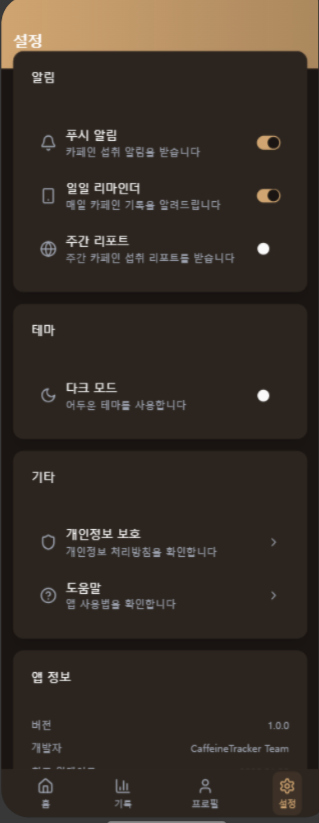 설정
알림
푸시 알림
카페인 섭취 알림을 받습니다
일일 리마인더
매일 카페인 기록을 알려드립니다
주간 리포트
주간 카페인 섭취 리포트를 받습니다
테마
다크 모드
어두운 테마를 사용합니다
기타
개인정보 보호
개인정보 처리방침을 확인합니다
도움말
앱 사용법을 확인합니다
앱 정보
버전 1.0.0
개발자 CaffeineTracker Team
홈 기록 프로필 설정